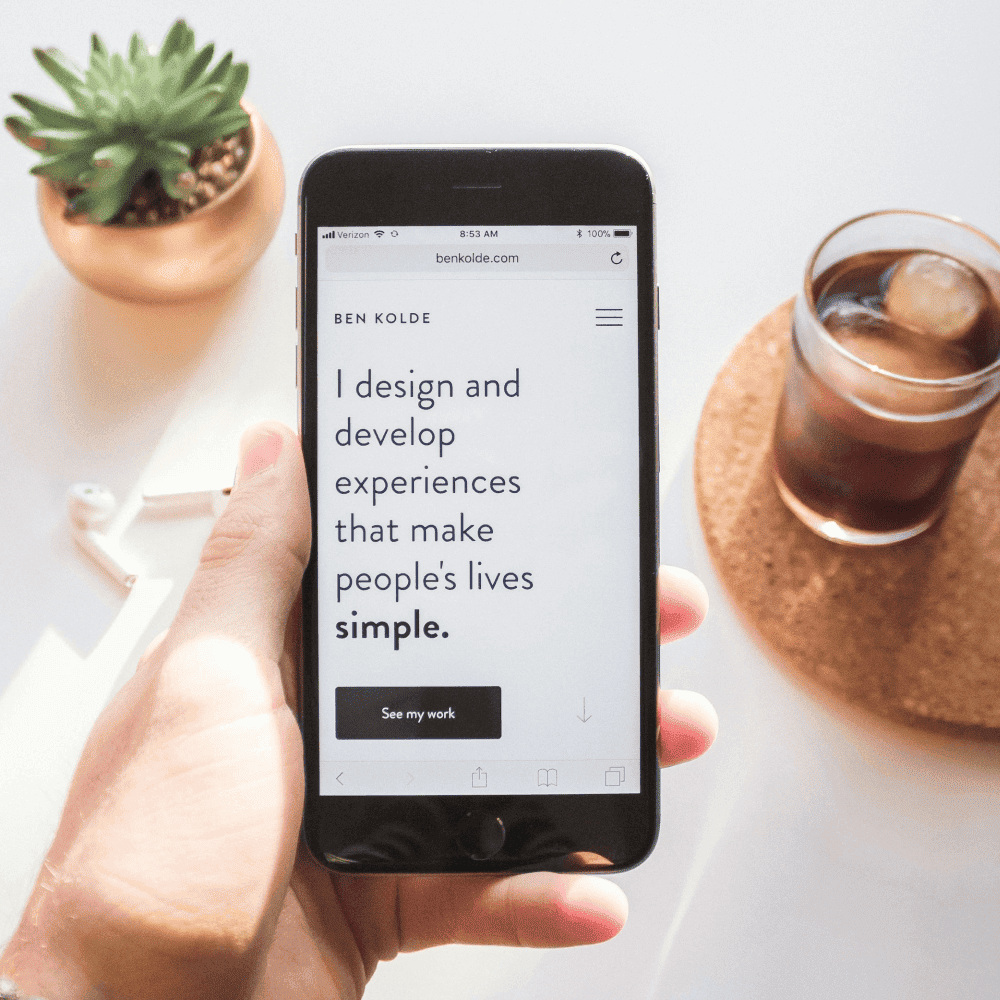 Verizon 8:53 AM 100%
benkolde.com
BEN KOLDE
I design and
develop
experiences
that make
people's lives
simple.
See my work